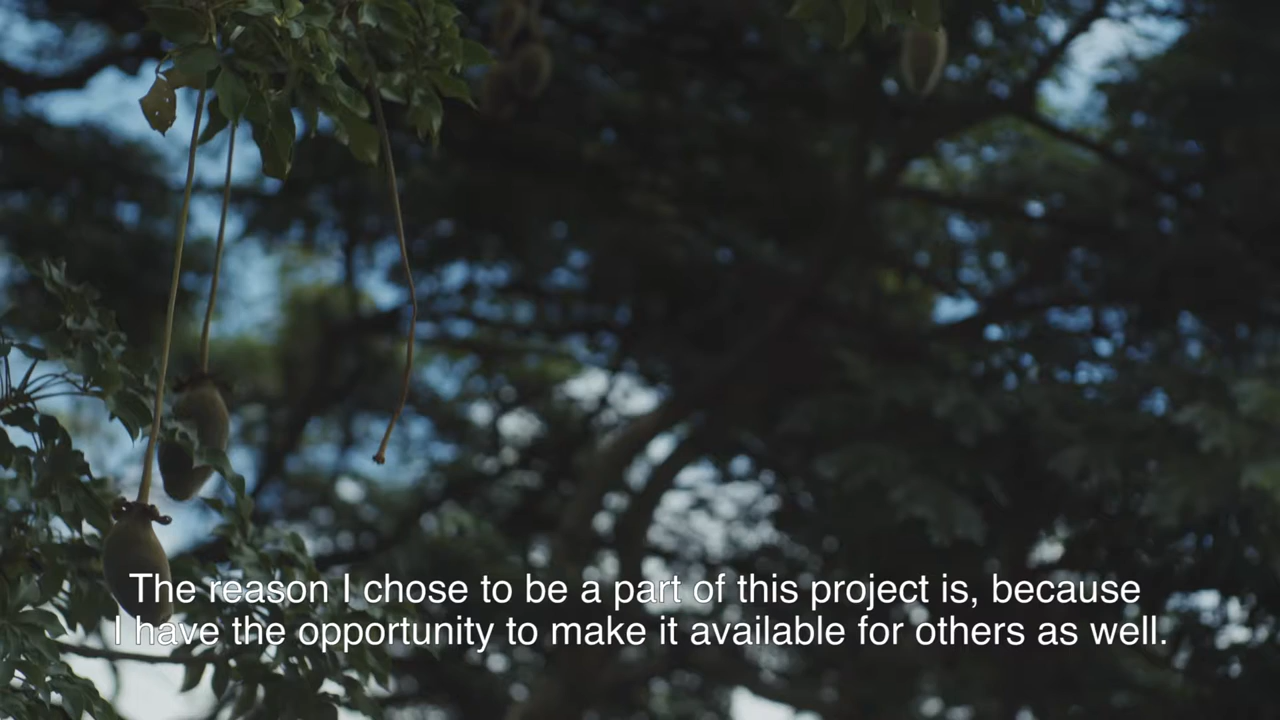 The reason I chose to be a part of this project is, because
I have the opportunity to make it available for others as well.